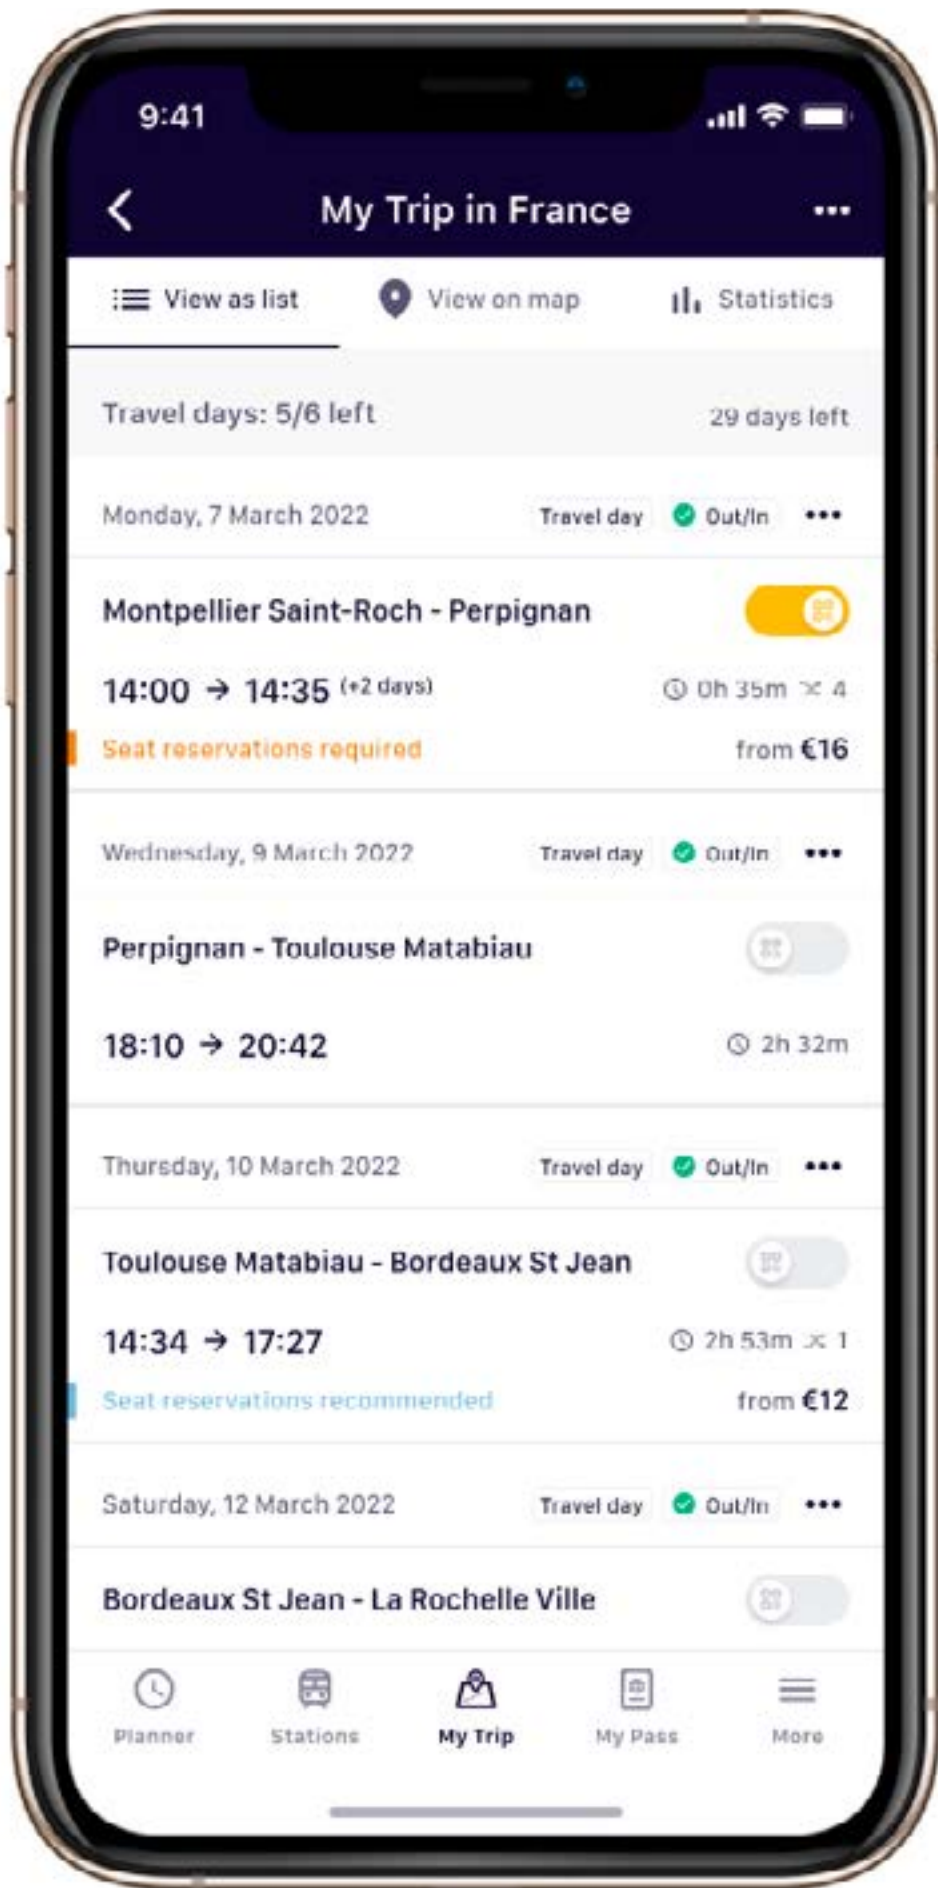 9:41
My Trip in France
View as list View on map Statistics
Travel days: 5/6 left 29 days left
Monday, 7 March 2022 Travel day Out/In
Montpellier Saint-Roch - Perpignan
14:00 → 14:35 (+2 days) 0h 35m 4
Seat reservations required from €16
Wednesday, 9 March 2022 Travel day Out/In
Perpignan - Toulouse Matabiau
18:10 → 20:42 2h 32m
Thursday, 10 March 2022 Travel day Out/In
Toulouse Matabiau - Bordeaux St Jean
14:34 → 17:27 2h 53m 1
Seat reservations recommended from €12
Saturday, 12 March 2022 Travel day Out/In
Bordeaux St Jean - La Rochelle Ville
Planner Stations My Trip My Pass More